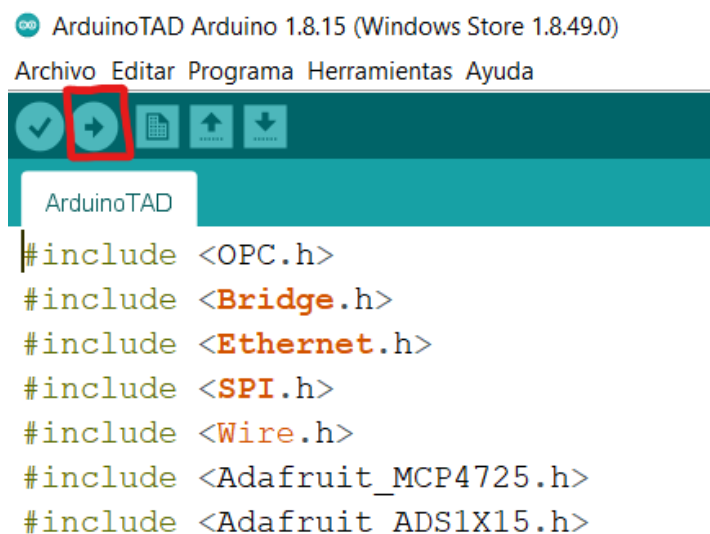 ArduinoTAD Arduino 1.8.15 (Windows Store 1.8.49.0)
Archivo Editar Programa Herramientas Ayuda
ArduinoTAD
#include <OPC.h>
#include <Bridge.h>
#include <Ethernet.h>
#include <SPI.h>
#include <Wire.h>
#include <Adafruit_MCP4725.h>
#include <Adafruit_ADS1X15.h>